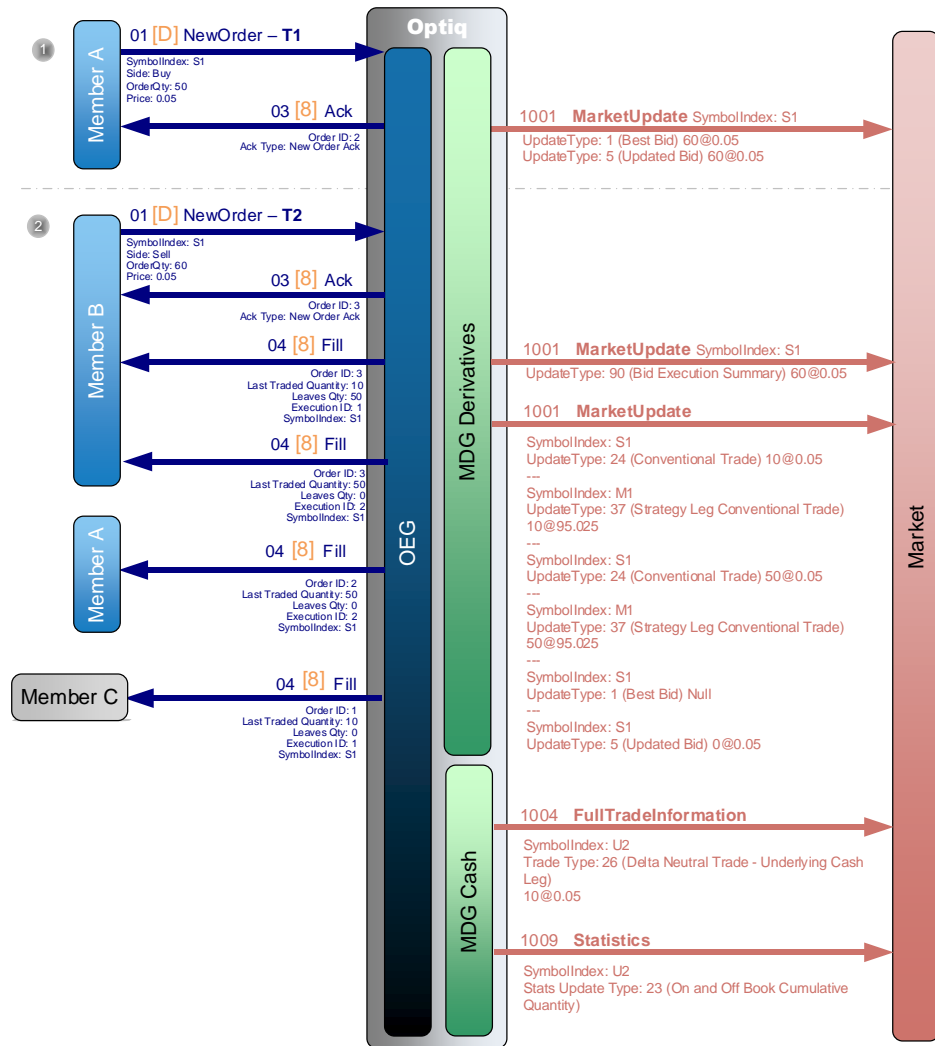 Optiq
1
Member A
01 [D] NewOrder – T1
SymbolIndex: S1
Side: Buy
OrderQty: 50
Price: 0.05
03 [8] Ack
Order ID: 2
Ack Type: New Order Ack
1001 MarketUpdate SymbolIndex: S1
UpdateType: 1 (Best Bid) 60@0.05
UpdateType: 5 (Updated Bid) 60@0.05
2
Member B
01 [D] NewOrder – T2
SymbolIndex: S1
Side: Sell
OrderQty: 60
Price: 0.05
03 [8] Ack
Order ID: 3
Ack Type: New Order Ack
04 [8] Fill
Order ID: 3
Last Traded Quantity: 10
Leaves Qty: 50
Execution ID: 1
SymbolIndex: S1
04 [8] Fill
Order ID: 3
Last Traded Quantity: 50
Leaves Qty: 0
Execution ID: 2
SymbolIndex: S1
Member A
04 [8] Fill
Order ID: 2
Last Traded Quantity: 50
Leaves Qty: 0
Execution ID: 2
SymbolIndex: S1
Member C
04 [8] Fill
Order ID: 1
Last Traded Quantity: 10
Leaves Qty: 0
Execution ID: 1
SymbolIndex: S1
OEG
MDG Derivatives
MDG Cash
1001 MarketUpdate SymbolIndex: S1
UpdateType: 90 (Bid Execution Summary) 60@0.05
1001 MarketUpdate
SymbolIndex: S1
UpdateType: 24 (Conventional Trade) 10@0.05
---
SymbolIndex: M1
UpdateType: 37 (Strategy Leg Conventional Trade)
10@95.025
---
SymbolIndex: S1
UpdateType: 24 (Conventional Trade) 50@0.05
---
SymbolIndex: M1
UpdateType: 37 (Strategy Leg Conventional Trade)
50@95.025
---
SymbolIndex: S1
UpdateType: 1 (Best Bid) Null
---
SymbolIndex: S1
UpdateType: 5 (Updated Bid) 0@0.05
1004 FullTradeInformation
SymbolIndex: U2
Trade Type: 26 (Delta Neutral Trade - Underlying Cash
Leg)
10@0.05
1009 Statistics
SymbolIndex: U2
Stats Update Type: 23 (On and Off Book Cumulative
Quantity)
Market